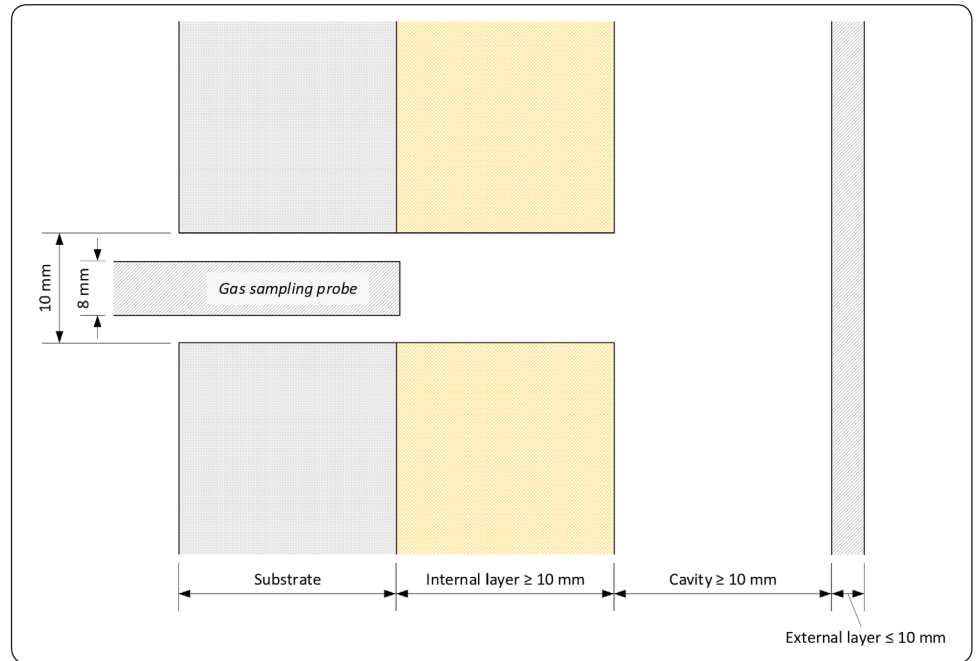 10 mm
8 mm
Gas sampling probe
Substrate
Internal layer ≥ 10 mm
Cavity ≥ 10 mm
External layer ≤ 10 mm